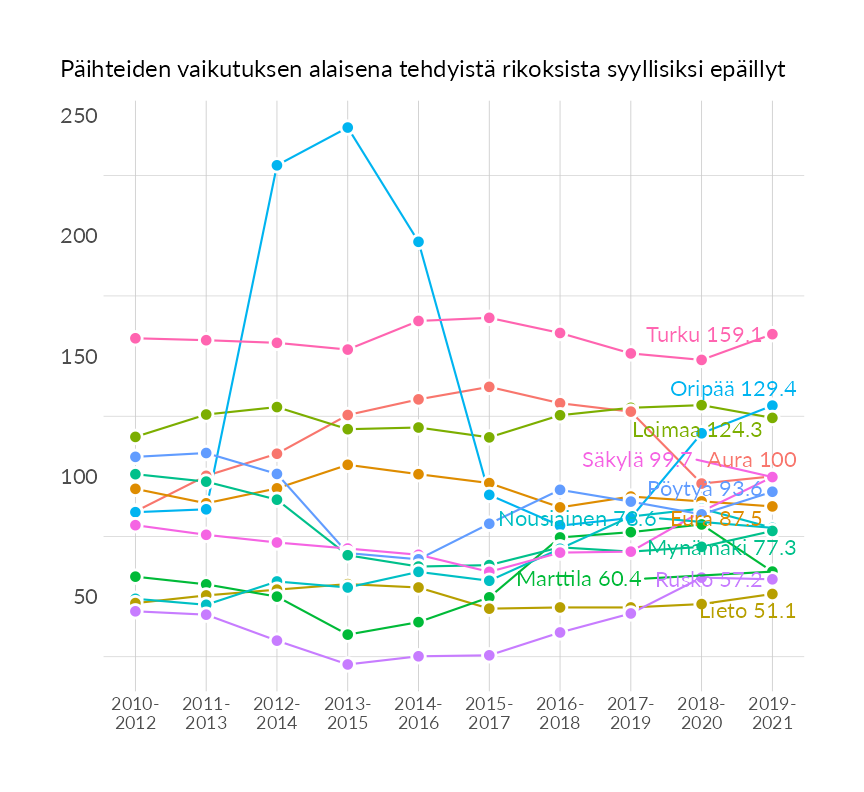 Päihteiden vaikutuksen alaisena tehdyistä rikoksista syyllisiksi epäillyt
250
200
150
100
50
Turku 159.1
Oripää 129.4
Loimaa 124.3
Säkylä 99.7
Aura 100
Pöytyä 93.6
Nousiainen 78.6
Eura 87.5
Mynämäki 77.3
Marttila 60.4
Rusko 57.2
Lieto 51.1
2010-
2012
2011-
2013
2012-
2014
2013-
2015
2014-
2016
2015-
2017
2016-
2018
2017-
2019
2018-
2020
2019-
2021